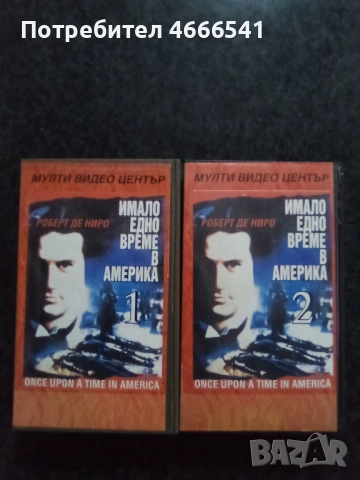 Потребител 4666541
МУЛТИ ВИДЕО ЦЕНТЪР
РОБЕРТ ДЕ НИРО
ИМАЛО
ЕДНО
ВРЕМЕ
В
АМЕРИКА
1
ONCE UPON A TIME IN AMERICA
МУЛТИ ВИДЕО ЦЕНТЪР
РОБЕРТ ДЕ НИРО
ИМАЛО
ЕДНО
ВРЕМЕ
В
АМЕРИКА
2
ONCE UPON A TIME IN AMERICA
BAZAR